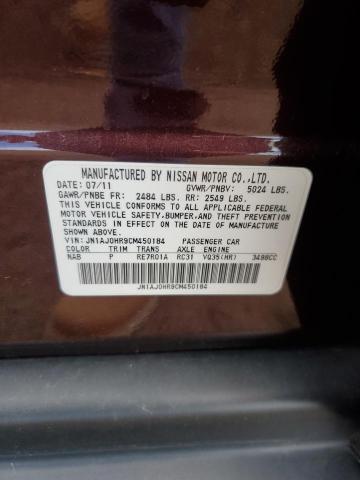 MANUFACTURED BY NISSAN MOTOR CO.,LTD.
DATE: 07/11 GVWR/PNBV: 5024 LBS.
GAWR/PNBE FR: 2484 LBS. RR: 2549 LBS.
THIS VEHICLE CONFORMS TO ALL APPLICABLE FEDERAL
MOTOR VEHICLE SAFETY, BUMPER, AND THEFT PREVENTION
STANDARDS IN EFFECT ON THE DATE OF MANUFACTURE
SHOWN ABOVE.
VIN: JN1AJ0HR9CM450184 PASSENGER CAR
COLOR TRIM TRANS AXLE ENGINE
NAB P RE7R01A RC31 VQ35(HR) 3498CC
JN1AJ0HR9CM450184